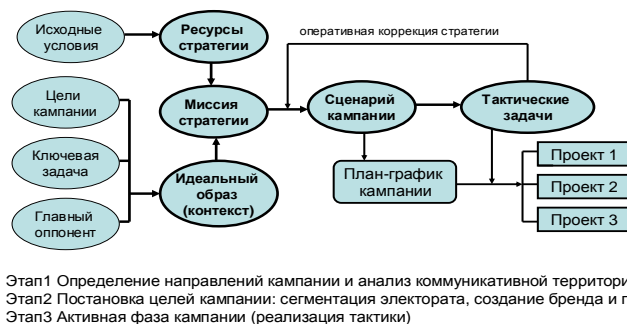 Исходные
условия
Ресурсы
стратегии
оперативная коррекция стратегии
Цели
кампании
Миссия
стратегии
Сценарий
кампании
Тактические
задачи
Ключевая
задача
Идеальный
образ
(контекст)
План-график
кампании
Проект 1
Проект 2
Проект 3
Главный
оппонент
Этап1 Определение направлений кампании и анализ коммуникативной территори
Этап2 Постановка целей кампании: сегментация электората, создание бренда и п
Этап3 Активная фаза кампании (реализация тактики)